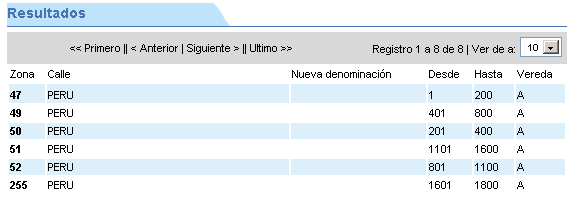 Resultados
<< Primero || < Anterior | Siguiente > || Ultimo >> Registro 1 a 8 de 8 | Ver de a: 10
Zona Calle Nueva denominación Desde Hasta Vereda
47 PERU 1 200 A
49 PERU 401 800 A
50 PERU 201 400 A
51 PERU 1101 1600 A
52 PERU 801 1100 A
255 PERU 1601 1800 A